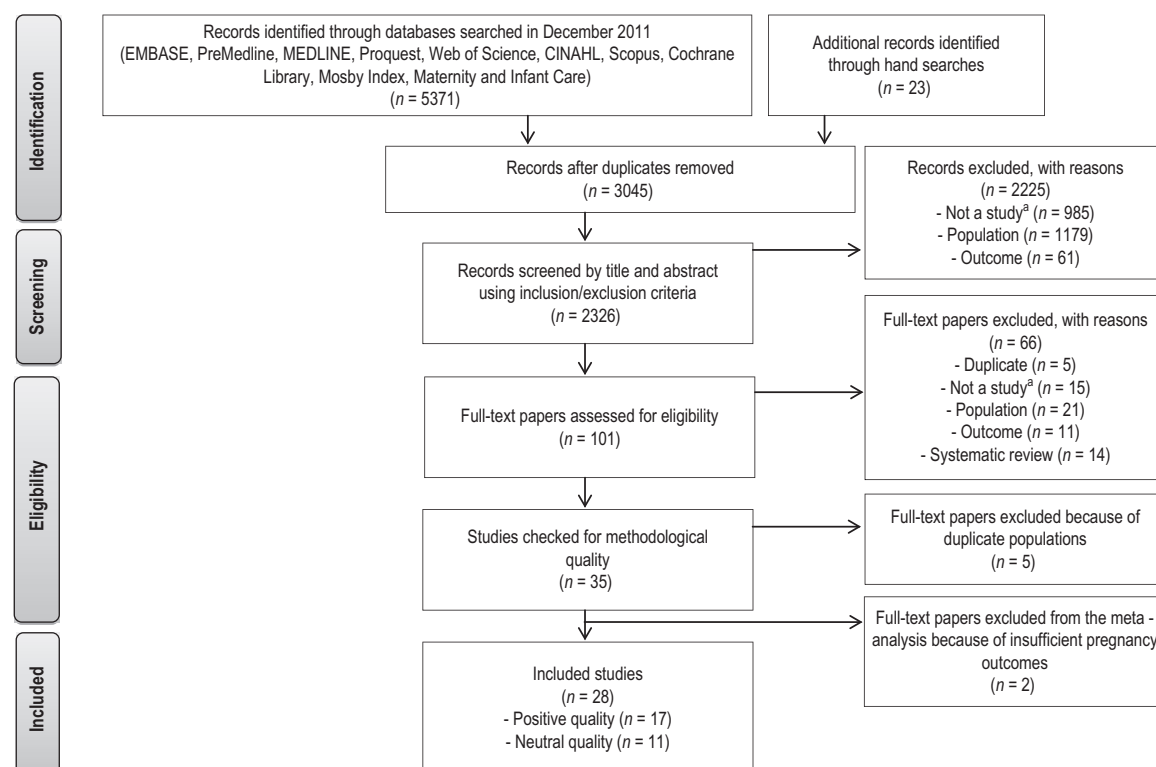 Identification
Records identified through databases searched in December 2011
(EMBASE, PreMedline, MEDLINE, Proquest, Web of Science, CINAHL, Scopus, Cochrane
Library, Mosby Index, Maternity and Infant Care)
(n = 5371)
Additional records identified
through hand searches
(n = 23)
Records after duplicates removed
(n = 3045)
Records excluded, with reasons
(n = 2225)
- Not a studyª (n = 985)
- Population (n = 1179)
- Outcome (n = 61)
Screening
Records screened by title and abstract
using inclusion/exclusion criteria
(n = 2326)
Full-text papers excluded, with reasons
(n = 66)
- Duplicate (n = 5)
- Not a studyª (n = 15)
- Population (n = 21)
- Outcome (n = 11)
- Systematic review (n = 14)
Eligibility
Full-text papers assessed for eligibility
(n = 101)
Studies checked for methodological
quality
(n = 35)
Full-text papers excluded because of
duplicate populations
(n = 5)
Full-text papers excluded from the meta -
analysis because of insufficient pregnancy
outcomes
(n = 2)
Included
Included studies
(n = 28)
- Positive quality (n = 17)
- Neutral quality (n = 11)